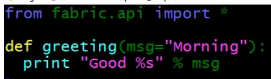 from fabric.api import *
def greeting(msg="Morning"):
print "Good %s" % msg